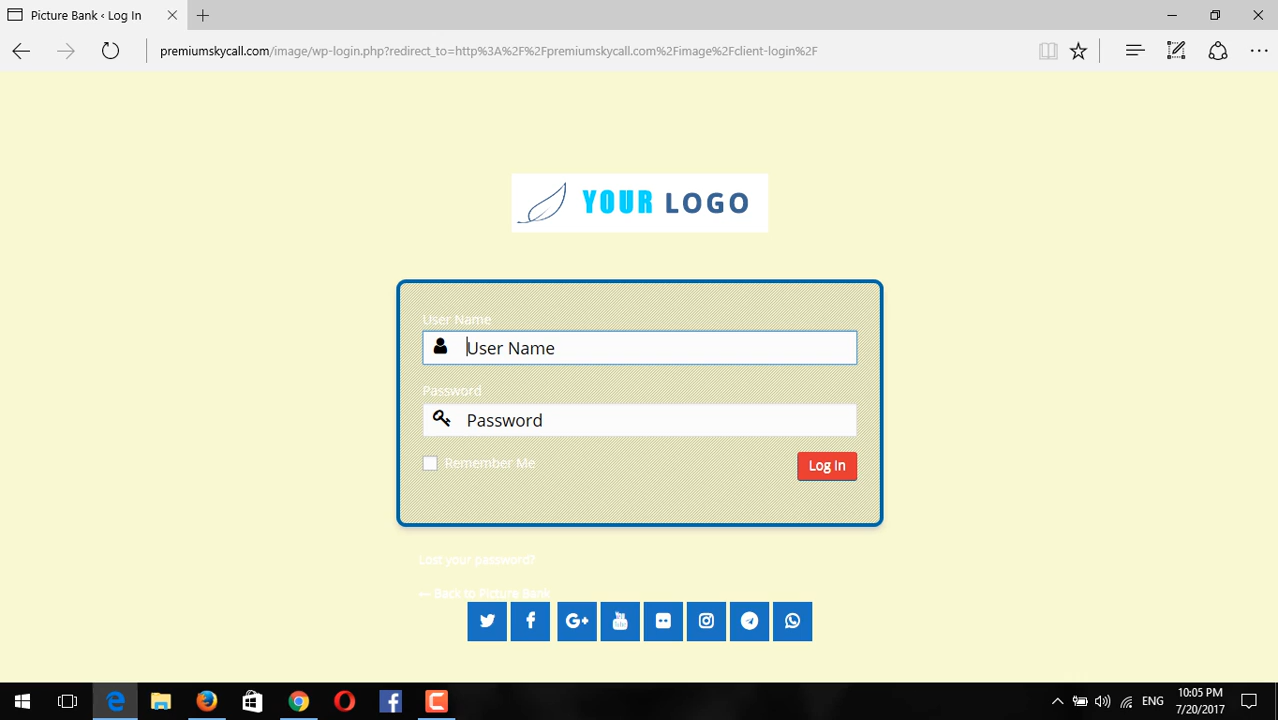 Picture Bank ‹ Log In
premiumskycall.com/image/wp-login.php?redirect_to=http%3A%2F%2Fpremiumskycall.com%2Fimage%2Fclient-login%2F
YOUR LOGO
User Name
User Name
Password
Password
Remember Me
Log In
Lost your password?
← Back to Picture Bank
G+
You
f
ENG
10:05 PM
7/20/2017